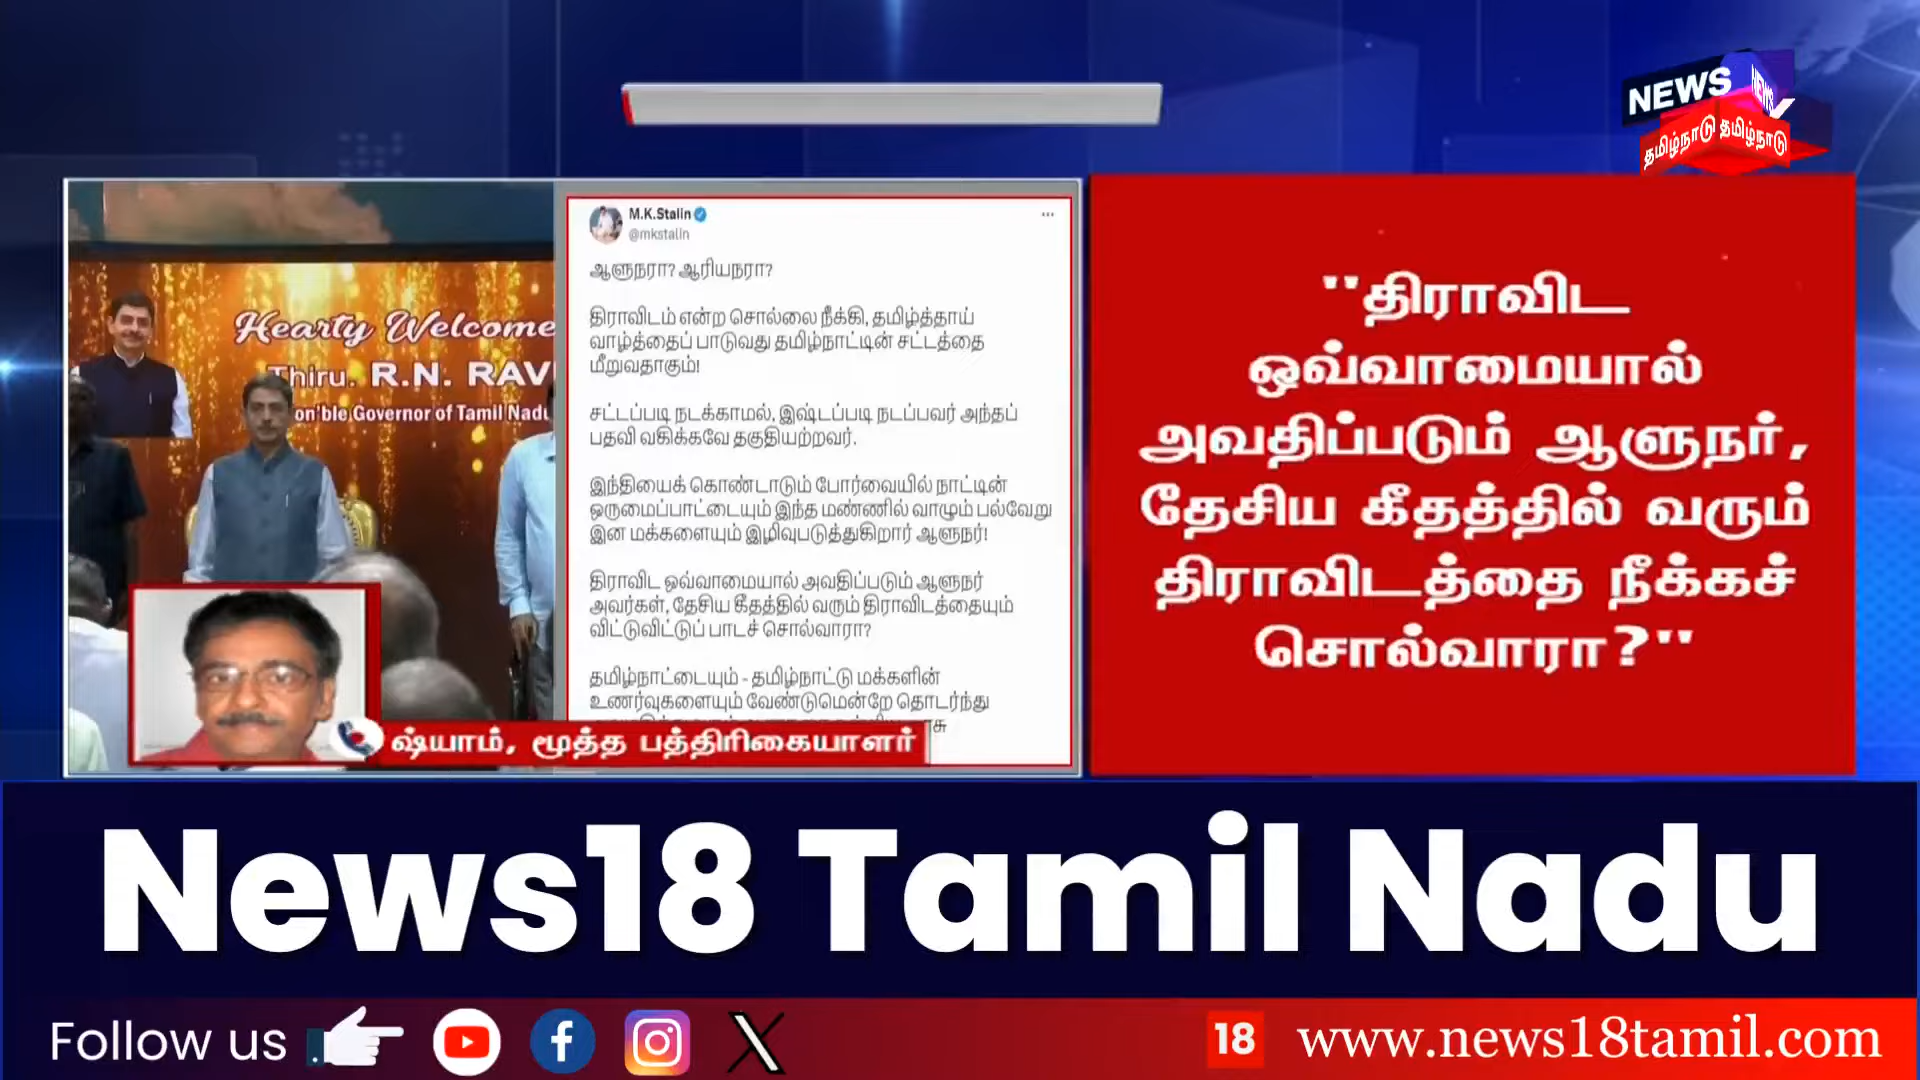 NEWS
NEWS
தமிழ்நாடு தமிழ்நாடு
Hearty Welcome
Thiru. R.N. RAV
on'ble Governor of Tamil Nadu
M.K.Stalin
@mkstalin
ஆளுநரா? ஆரியநரா?
திராவிடம் என்ற சொல்லை நீக்கி, தமிழ்த்தாய்
வாழ்த்தைப் பாடுவது தமிழ்நாட்டின் சட்டத்தை
மீறுவதாகும்!
சட்டப்படி நடக்காமல், இஷ்டப்படி நடப்பவர் அந்தப்
பதவி வகிக்கவே தகுதியற்றவர்.
இந்தியைக் கொண்டாடும் போர்வையில் நாட்டின்
ஒருமைப்பாட்டையும் இந்த மண்ணில் வாழும் பல்வேறு
இன மக்களையும் இழிவுபடுத்துகிறார் ஆளுநர்!
திராவிட ஒவ்வாமையால் அவதிப்படும் ஆளுநர்
அவர்கள், தேசிய கீதத்தில் வரும் திராவிடத்தையும்
விட்டுவிட்டுப் பாடச் சொல்வாரா?
தமிழ்நாட்டையும் - தமிழ்நாட்டு மக்களின்
உணர்வுகளையும் வேண்டுமென்றே தொடர்ந்து
ஷ்யாம், மூத்த பத்திரிகையாளர்
"திராவிட
ஒவ்வாமையால்
அவதிப்படும் ஆளுநர்,
தேசிய கீதத்தில் வரும்
திராவிடத்தை நீக்கச்
சொல்வாரா?"
News18 Tamil Nadu
Follow us
18 www.news18tamil.com